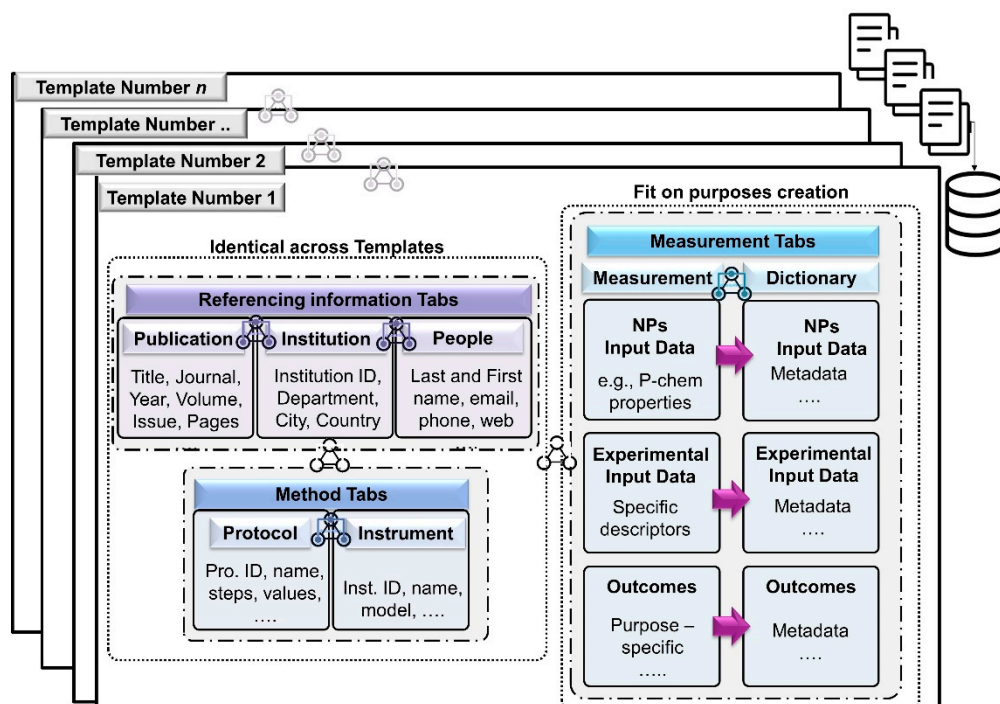 Template Number n
Template Number ..
Template Number 2
Template Number 1
Identical across Templates
Referencing information Tabs
Publication
Title, Journal,
Year, Volume,
Issue, Pages
...
Institution
Institution ID,
Department,
City, Country
People
Last and First
name, email,
phone, web
...
Method Tabs
Protocol
Pro. ID, name,
steps, values,
....
Instrument
Inst. ID, name,
model, ....
Fit on purposes creation
Measurement Tabs
Measurement
Dictionary
NPs
Input Data
e.g., P-chem
properties
NPs
Input Data
Metadata
....
Experimental
Input Data
Specific
descriptors
Experimental
Input Data
Metadata
....
Outcomes
Purpose –
specific
.....
Outcomes
Metadata
....